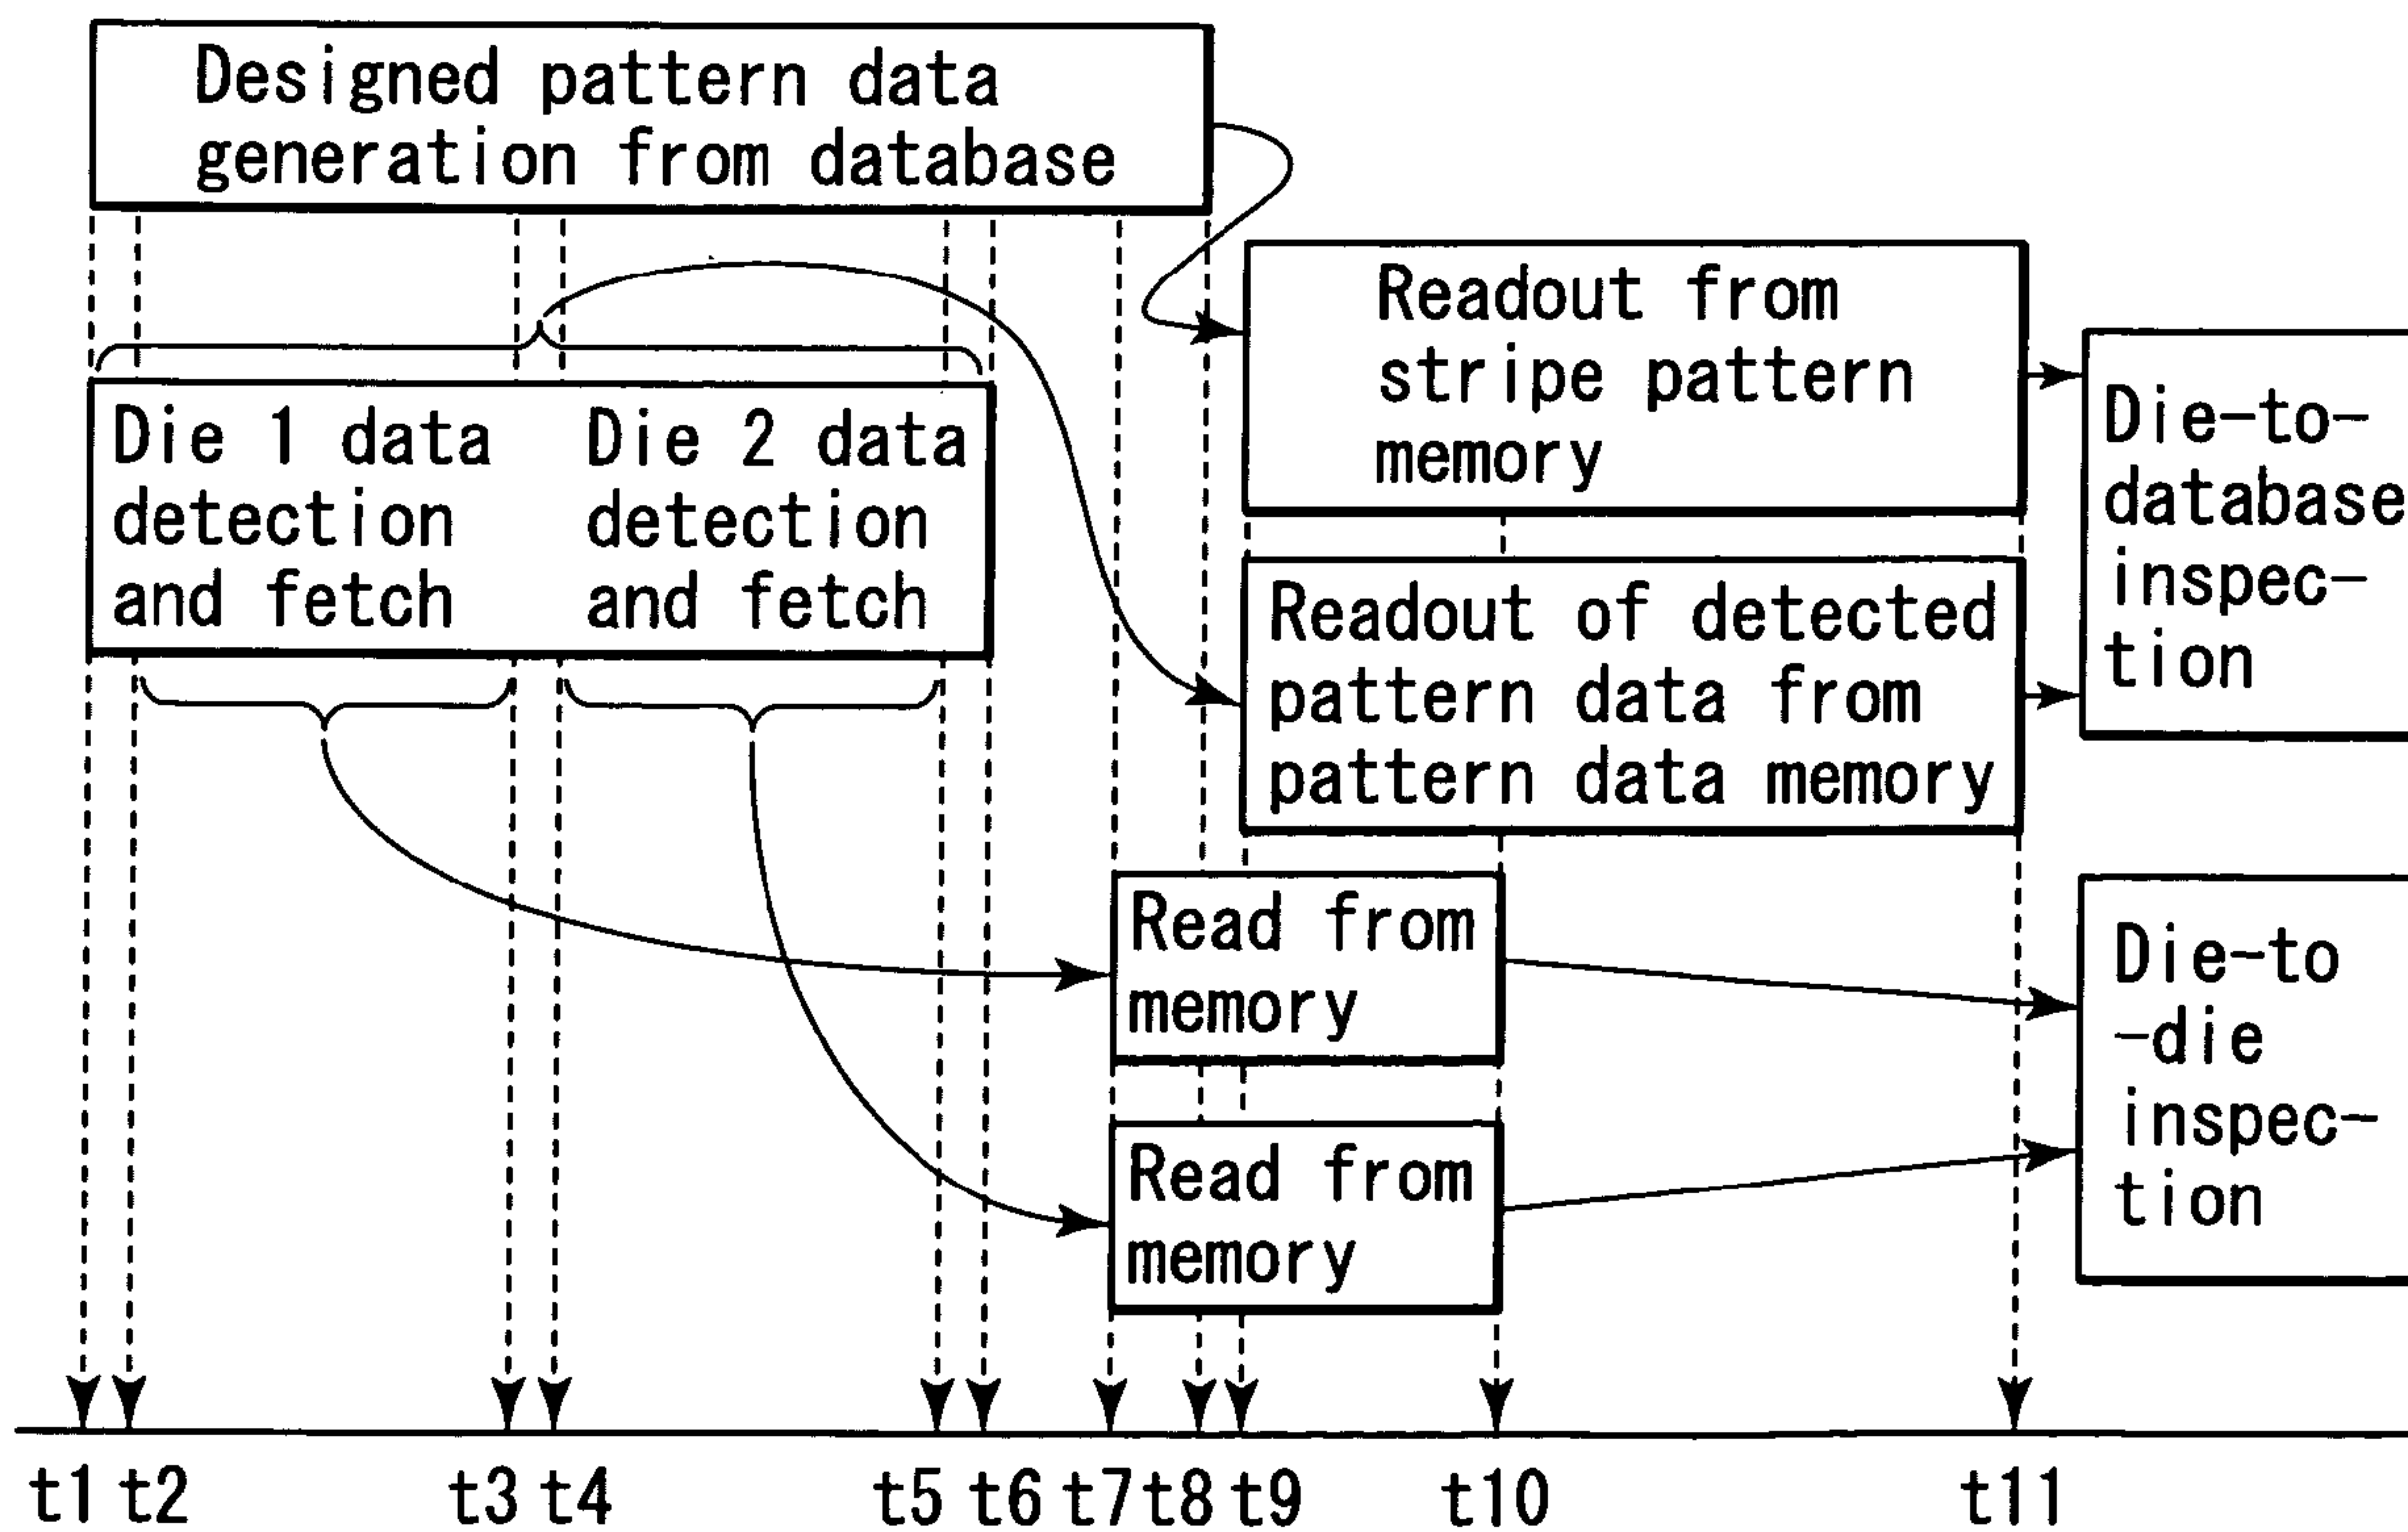 Designed pattern data
generation from database
Readout from
stripe pattern
memory
Die-to-
database
inspec-
tion
Die 1 data
detection
and fetch
Die 2 data
detection
and fetch
Readout of detected
pattern data from
pattern data memory
Read from
memory
Die-to
-die
inspec-
tion
Read from
memory
t1 t2 t3 t4 t5 t6 t7 t8 t9 t10 t11